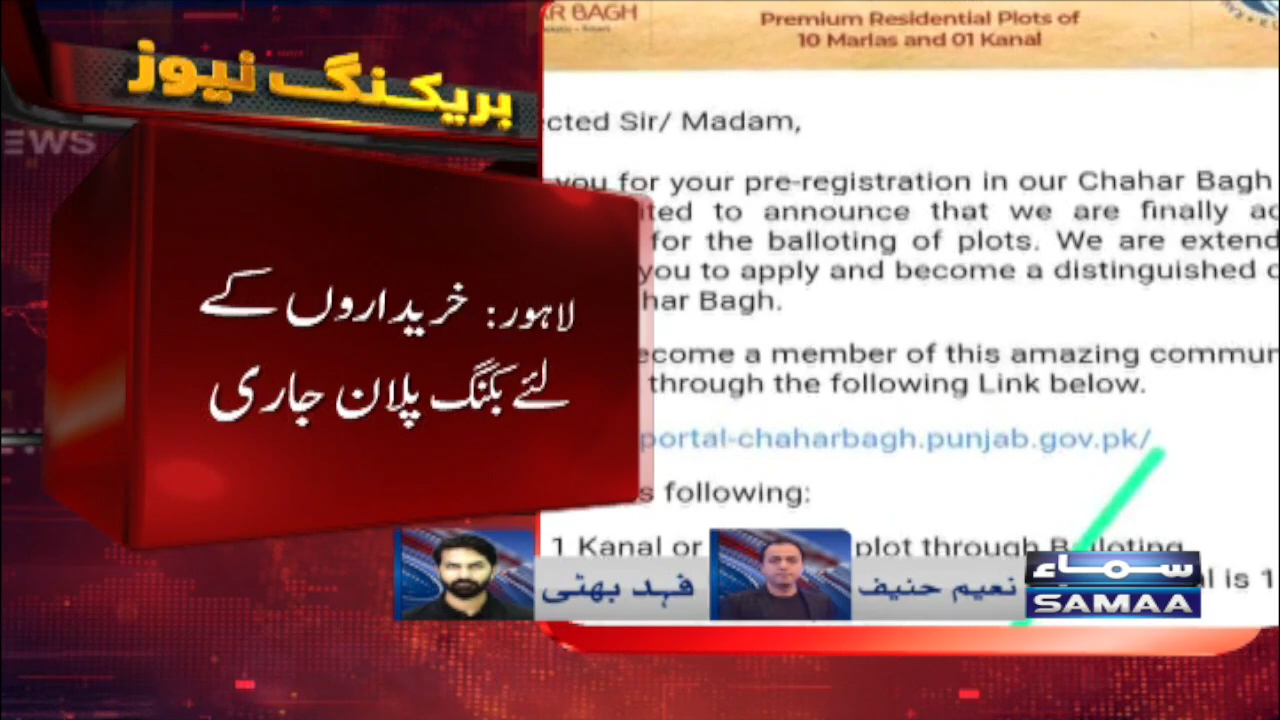 بریکنگ نیوز
NEWS
لاہور: خریداروں کے
لئے بکنگ پلان جاری
AR BAGH
Premium Residential Plots of
10 Marlas and 01 Kanal
cted Sir/ Madam,
you for your pre-registration in our Chahar Bagh
ted to announce that we are finally ac
for the balloting of plots. We are extend
you to apply and become a distinguished
har Bagh.
ecome a member of this amazing commun
through the following Link below.
portal-chaharbagh.punjab.gov.pk/
s following:
1 Kanal or plot through Balloting
l is 1
فہد بھٹی
نعیم حنیف
سماء
SAMAA